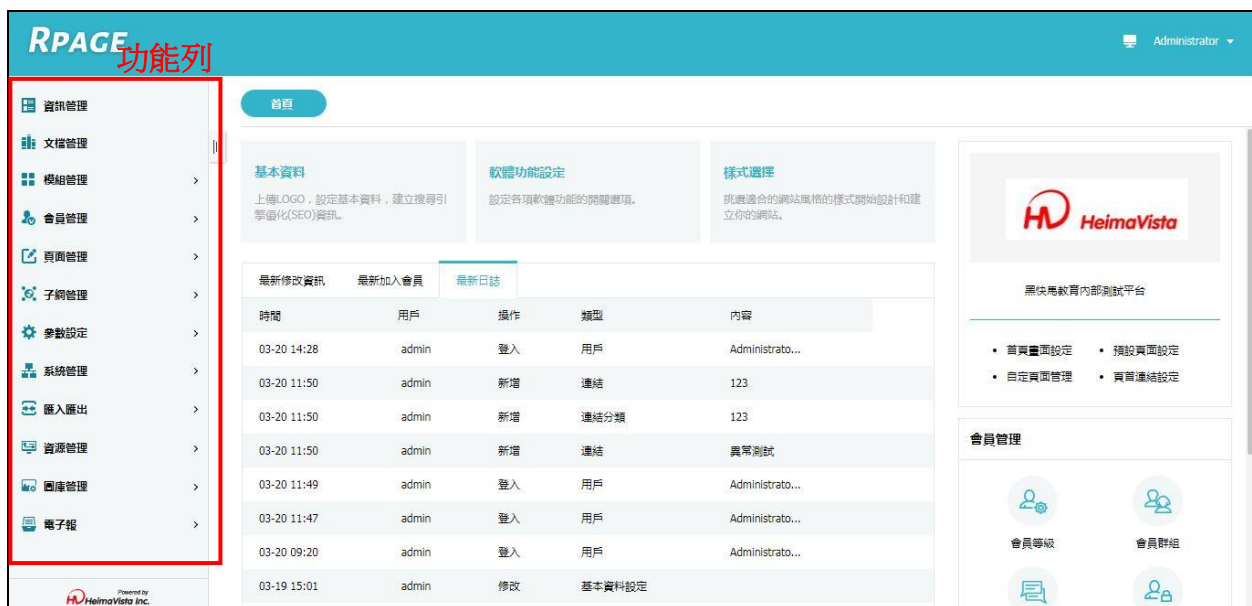 RPAGE
功能列
Administrator
資訊管理
文檔管理
模組管理
會員管理
頁面管理
子網管理
參數設定
系統管理
匯入匯出
資源管理
圖庫管理
電子報
Powered by
HeimaVista Inc.
首頁
基本資料
上傳LOGO，設定基本資料，建立搜尋引
擎優化(SEO)資訊。
軟體功能設定
設定各項軟體功能的開關選項。
樣式選擇
挑選適合的網站風格的樣式開始設計和建
立你的網站。
最新修改資訊 最新加入會員 最新日誌
時間 用戶 操作 類型 內容
03-20 14:28 admin 登入 用戶 Administrato...
03-20 11:50 admin 新增 連結 123
03-20 11:50 admin 新增 連結分類 123
03-20 11:50 admin 新增 連結 異常測試
03-20 11:49 admin 登入 用戶 Administrato...
03-20 11:47 admin 登入 用戶 Administrato...
03-20 09:20 admin 登入 用戶 Administrato...
03-19 15:01 admin 修改 基本資料設定
HeimaVista
黑快馬教育內部測試平台
• 首頁畫面設定 • 預設頁面設定
• 自定頁面管理 • 頁首連結設定
會員管理
會員等級 會員群組